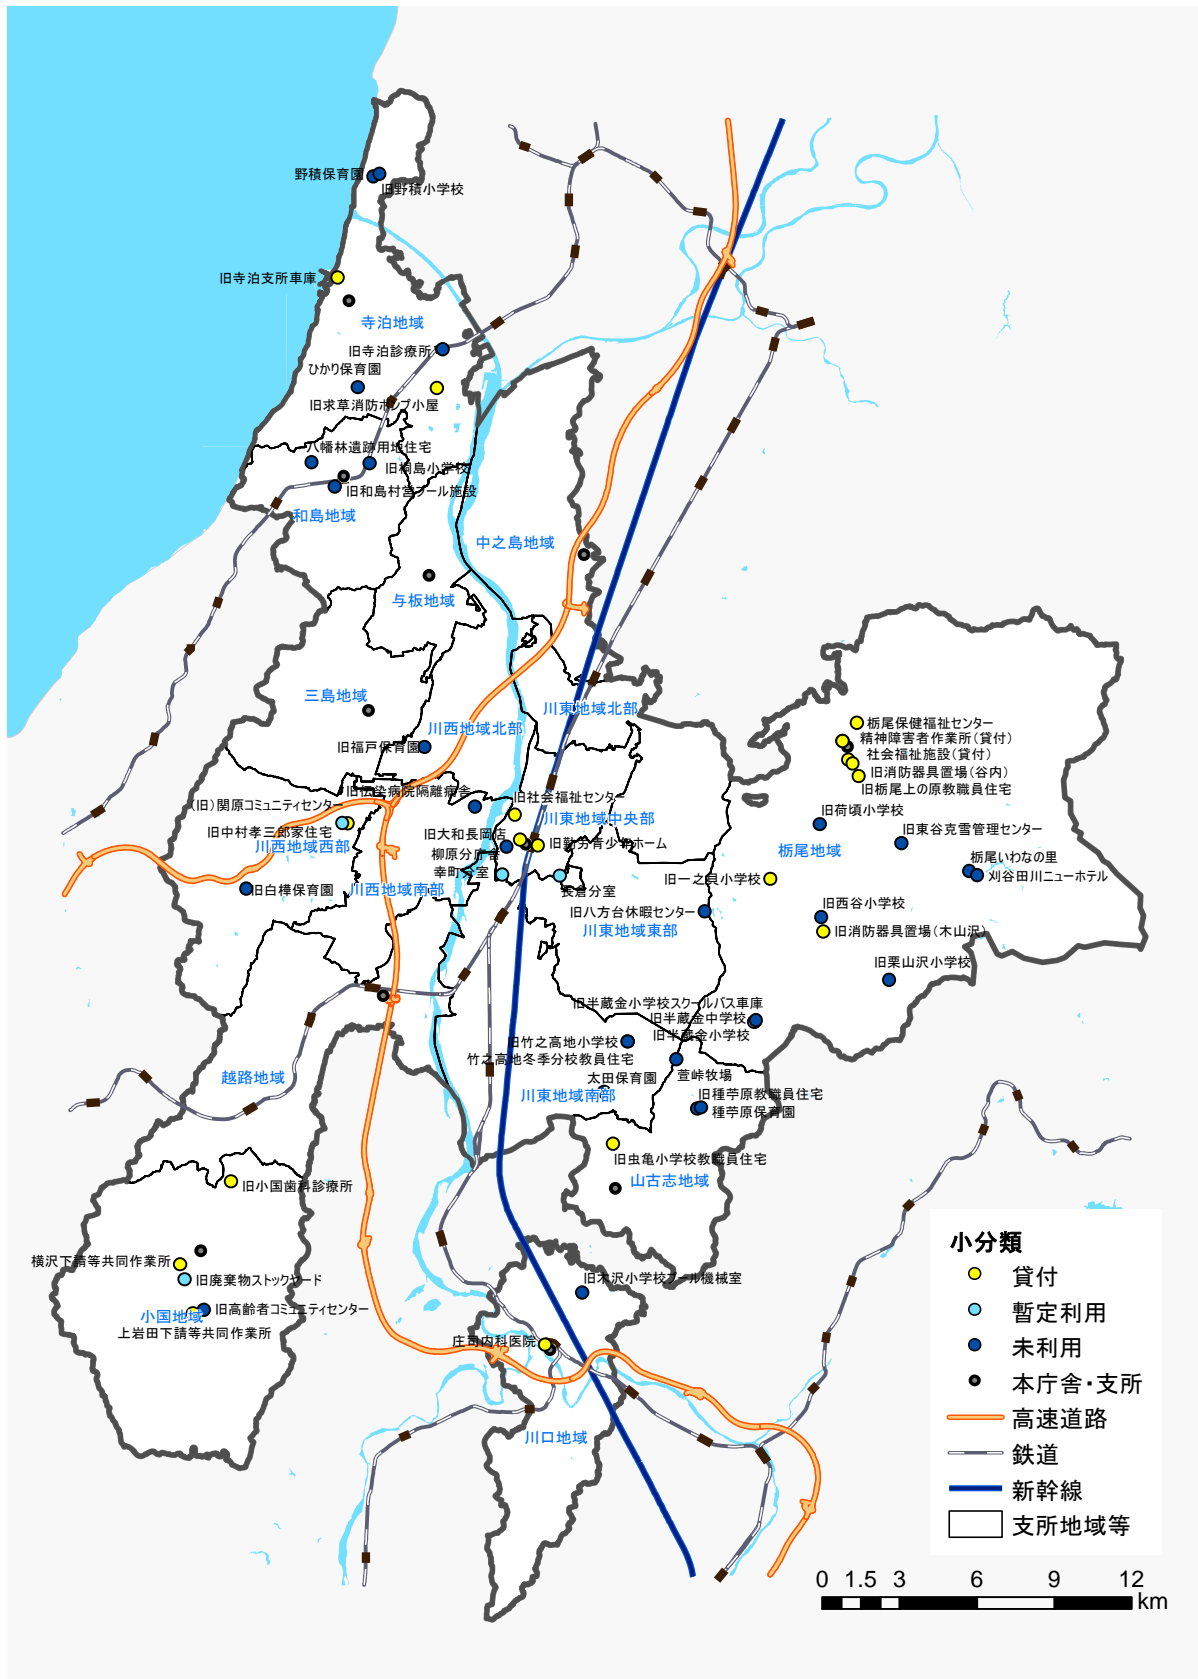 野積保育園
旧野積小学校
旧寺泊支所車庫
寺泊地域
旧寺泊診療所
ひかり保育園
旧求草消防ポンプ小屋
八幡林遺跡用地住宅
旧桐島小学校
旧和島村営プール施設
和島地域
中之島地域
与板地域
三島地域
川東地域北部
川西地域北部
旧福戸保育園
栃尾保健福祉センター
精神障害者作業所(貸付)
社会福祉施設(貸付)
旧消防器具置場(谷内)
旧栃尾上の原教職員住宅
旧伝染病院隔離病舎
(旧)関原コミュニティセンター
旧社会福祉センター
旧荷頃小学校
川東地域中央部
旧中村孝三郎家住宅
旧大和長岡店
旧東谷克雪管理センター
旧勤労青少年ホーム
川西地域西部
柳原分庁舎
栃尾地域
栃尾いわなの里
幸町分室
刈谷田川ニューホテル
旧一之貝小学校
旧白樺保育園
川西地域南部
長倉分室
旧八方台休暇センター
旧西谷小学校
川東地域東部
旧消防器具置場(木山沢)
旧栗山沢小学校
旧半蔵金小学校スクールバス車庫
旧半蔵金中学校
旧半蔵金小学校
旧竹之高地小学校
竹之高地冬季分校教員住宅
越路地域
太田保育園
萱峠牧場
川東地域南部
旧種苧原教職員住宅
種苧原保育園
旧虫亀小学校教職員住宅
山古志地域
旧小国歯科診療所
横沢下請等共同作業所
旧廃棄物ストックヤード
旧木沢小学校プール機械室
小国地域
旧高齢者コミュニティセンター
上岩田下請等共同作業所
庄司内科医院
川口地域
小分類
貸付
暫定利用
未利用
本庁舎・支所
高速道路
鉄道
新幹線
支所地域等
0 1.5 3 6 9 12
km